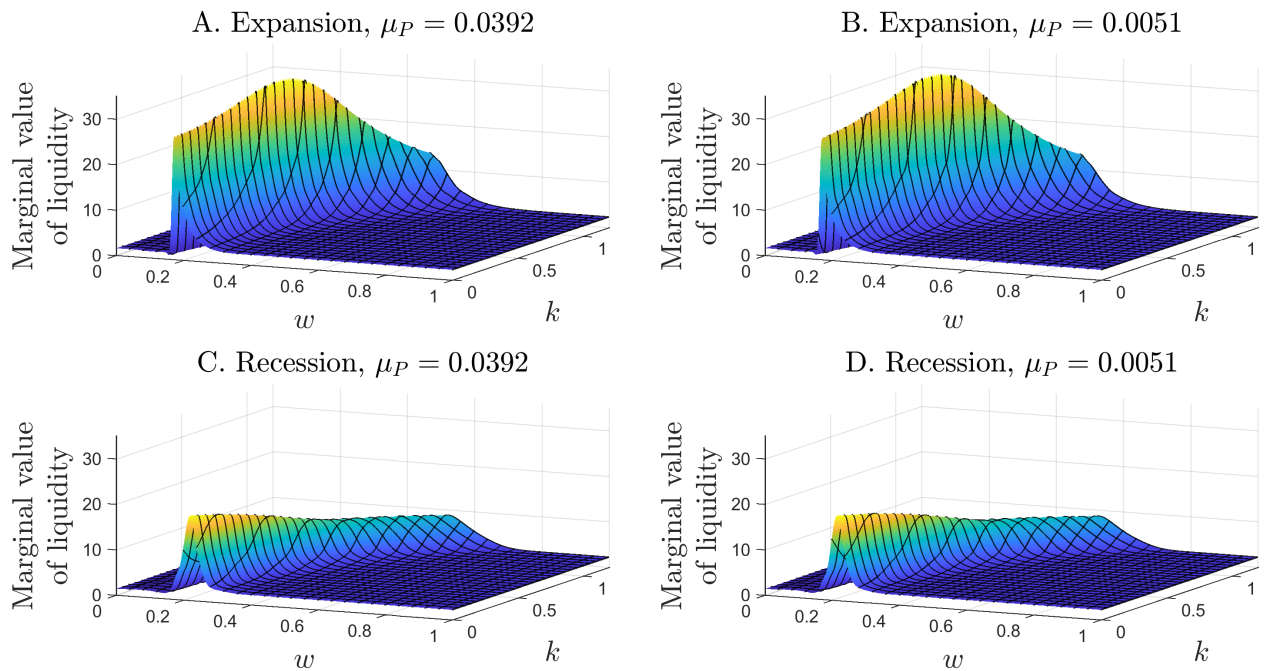 A. Expansion, μ_P = 0.0392
Marginal value
of liquidity
30
20
10
0
0
0.2
0.4
0.6
0.8
1
w
0
0.5
1
k
B. Expansion, μ_P = 0.0051
Marginal value
of liquidity
30
20
10
0
0
0.2
0.4
0.6
0.8
1
w
0
0.5
1
k
C. Recession, μ_P = 0.0392
Marginal value
of liquidity
30
20
10
0
0
0.2
0.4
0.6
0.8
1
w
0
0.5
1
k
D. Recession, μ_P = 0.0051
Marginal value
of liquidity
30
20
10
0
0
0.2
0.4
0.6
0.8
1
w
0
0.5
1
k